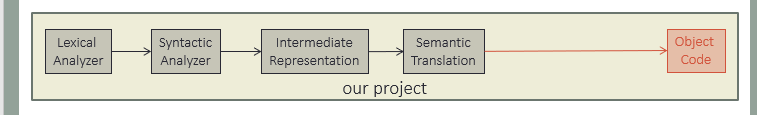 Lexical
Analyzer
Syntactic
Analyzer
Intermediate
Representation
Semantic
Translation
Object
Code
our project